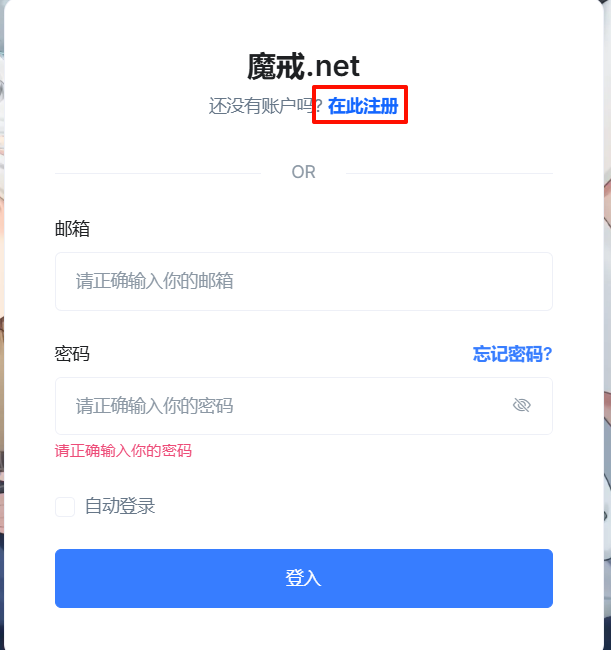 魔戒.net
还没有账户吗? 在此注册
OR
邮箱
请正确输入你的邮箱
密码 忘记密码?
请正确输入你的密码
请正确输入你的密码
自动登录
登入